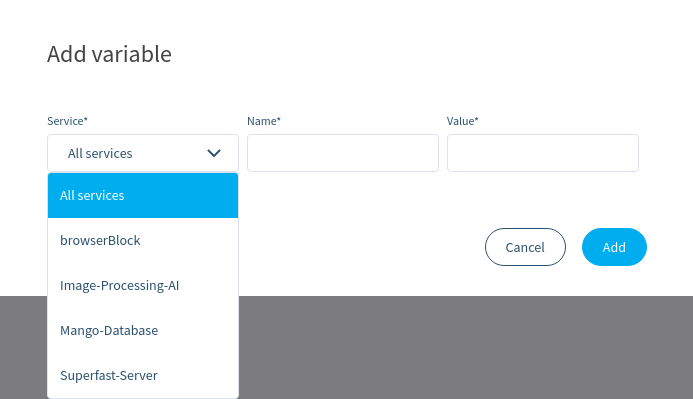 Add variable
Service*
Name*
Value*
All services
All services
browserBlock
Cancel
Add
Image-Processing-AI
Mango-Database
Superfast-Server